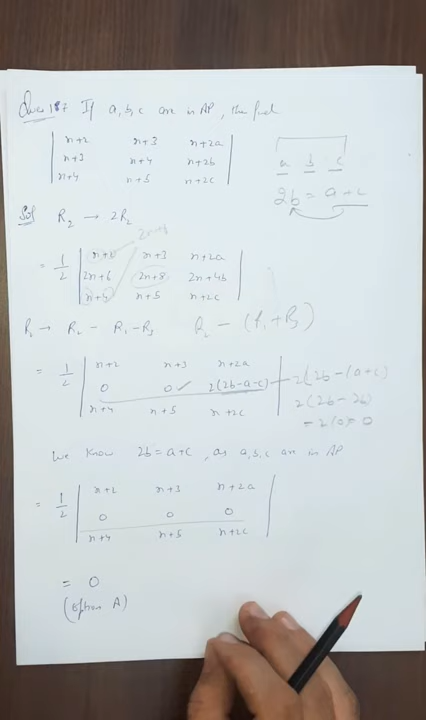 Ques 187 If a, b, c are in AP, then find
n+2 n+3 n+2a
n+3 n+4 n+2b
n+4 n+5 n+2c
a b c
2b = a+c
Sol R₂ → 2R₂
2n+6
= 1/2 n+2 n+3 n+2a
2n+6 2n+8 2n+4b
n+4 n+5 n+2c
R₂ → R₂ - R₁ - R₃ R₂ - (R₁ + R₃)
= 1/2 n+2 n+3 n+2a
0 0 ✓ 2(2b-a-c) 2(2b-(a+c)
n+4 n+5 n+2c 2(2b-2b)
= 2(0) = 0
We know 2b = a+c, as a, b, c are in AP
= 1/2 n+2 n+3 n+2a
0 0 0
n+4 n+5 n+2c
= 0
(option A)